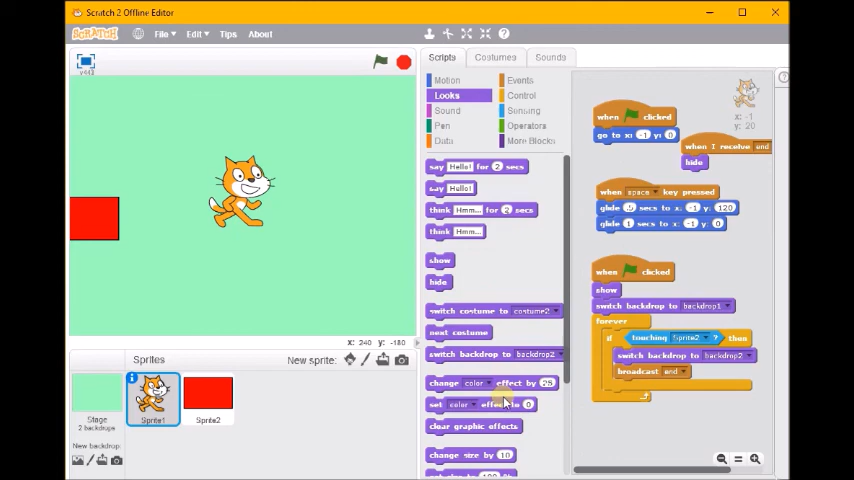 Scratch 2 Offline Editor
SCRATCH File Edit Tips About
v443
Scripts Costumes Sounds
Motion Events
Looks Control
Sound Sensing
Pen Operators
Data More Blocks
say Hello! for 2 secs
say Hello!
think Hmm... for 2 secs
think Hmm...
show
hide
switch costume to costume2
next costume
switch backdrop to backdrop2
change color effect by 25
set color effect to 0
clear graphic effects
change size by 10
x: -1
y: 20
when clicked
go to x: -1 y: 0
when I receive end
hide
when space key pressed
glide .5 secs to x: -1 y: 120
glide 1 secs to x: -1 y: 0
when clicked
show
switch backdrop to backdrop1
forever
if touching Sprite2 ? then
switch backdrop to backdrop2
broadcast end
x: 240 y: -180
Sprites New sprite:
Stage
2 backdrops
New backdrop:
Sprite1
Sprite2